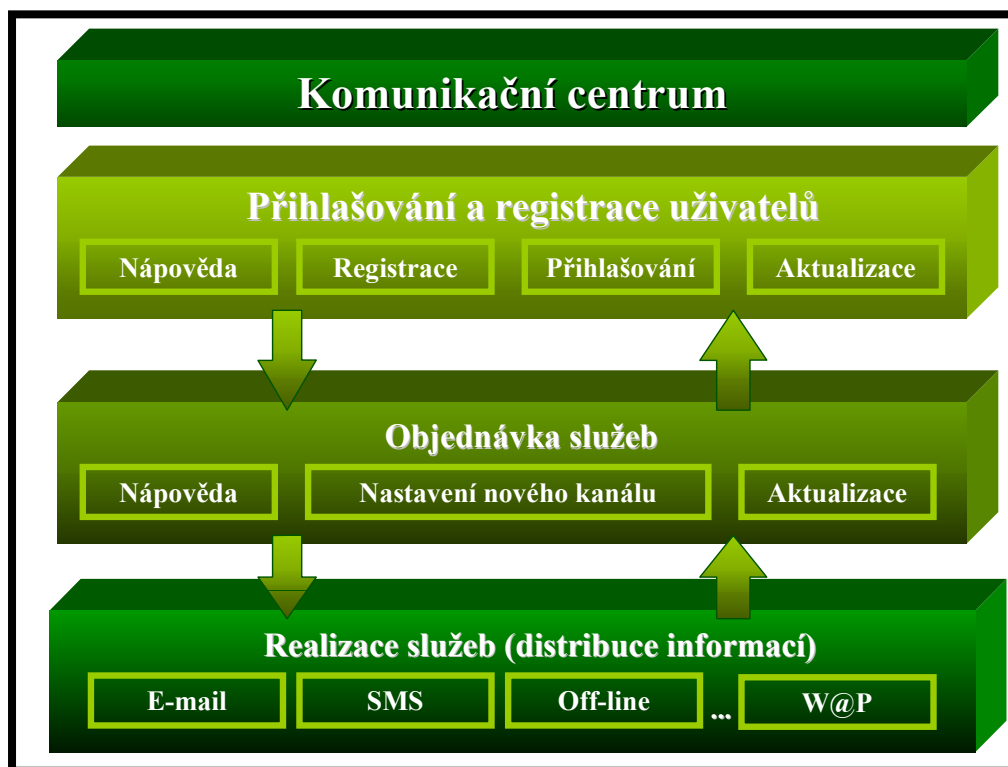 Komunikační centrum
Přihlašování a registrace uživatelů
Nápověda
Registrace
Přihlašování
Aktualizace
Objednávka služeb
Nápověda
Nastavení nového kanálu
Aktualizace
Realizace služeb (distribuce informací)
E-mail
SMS
Off-line
...
W@P